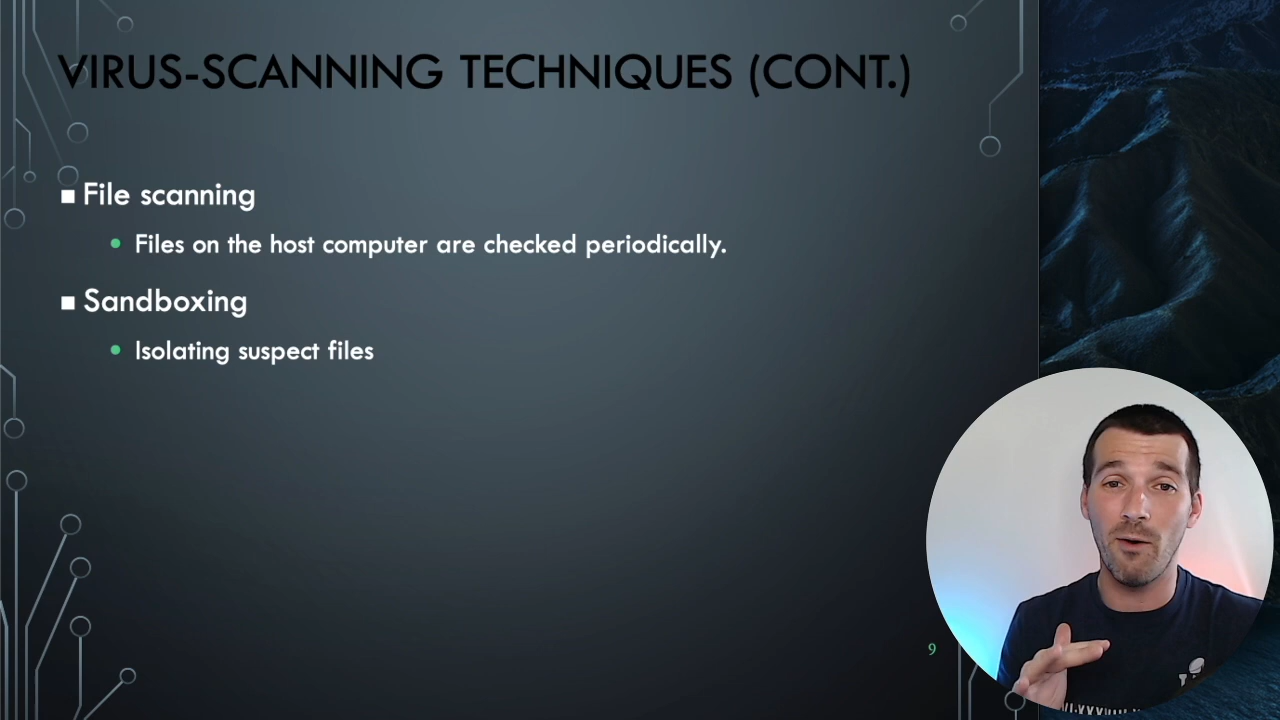 VIRUS-SCANNING TECHNIQUES (CONT.)
File scanning
Files on the host computer are checked periodically.
Sandboxing
Isolating suspect files
9